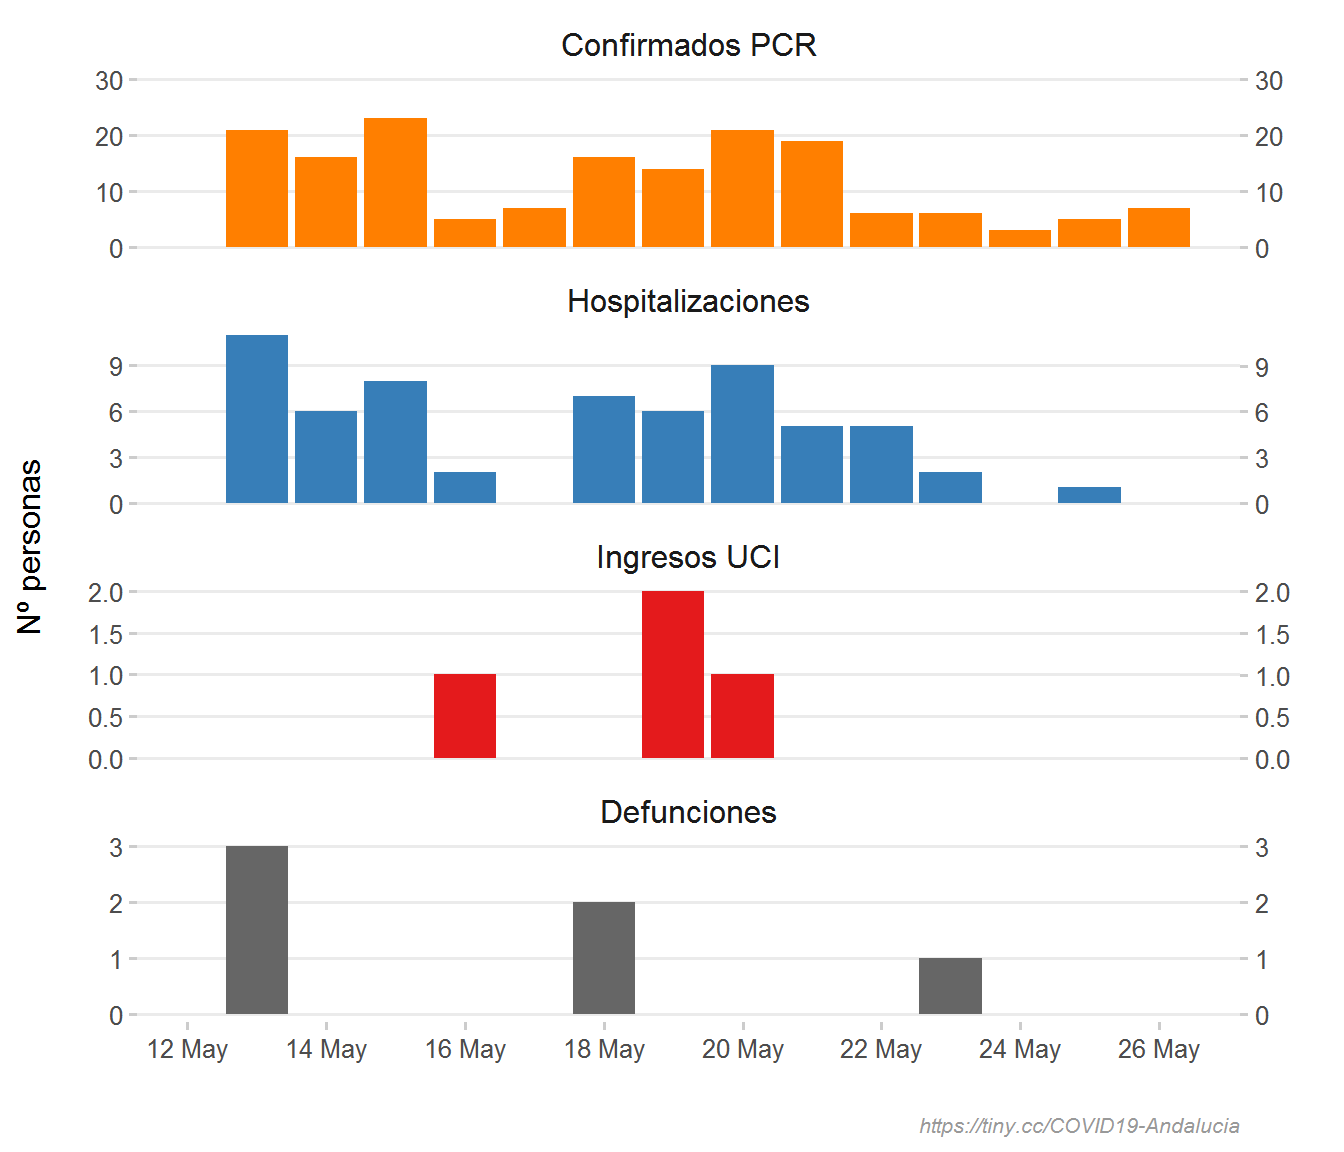 Confirmados PCR
30 30
20 20
10 10
0 0
Hospitalizaciones
9 9
6 6
3 3
0 0
Nº personas
Ingresos UCI
2.0 2.0
1.5 1.5
1.0 1.0
0.5 0.5
0.0 0.0
Defunciones
3 3
2 2
1 1
0 0
12 May 14 May 16 May 18 May 20 May 22 May 24 May 26 May
https://tiny.cc/COVID19-Andalucia